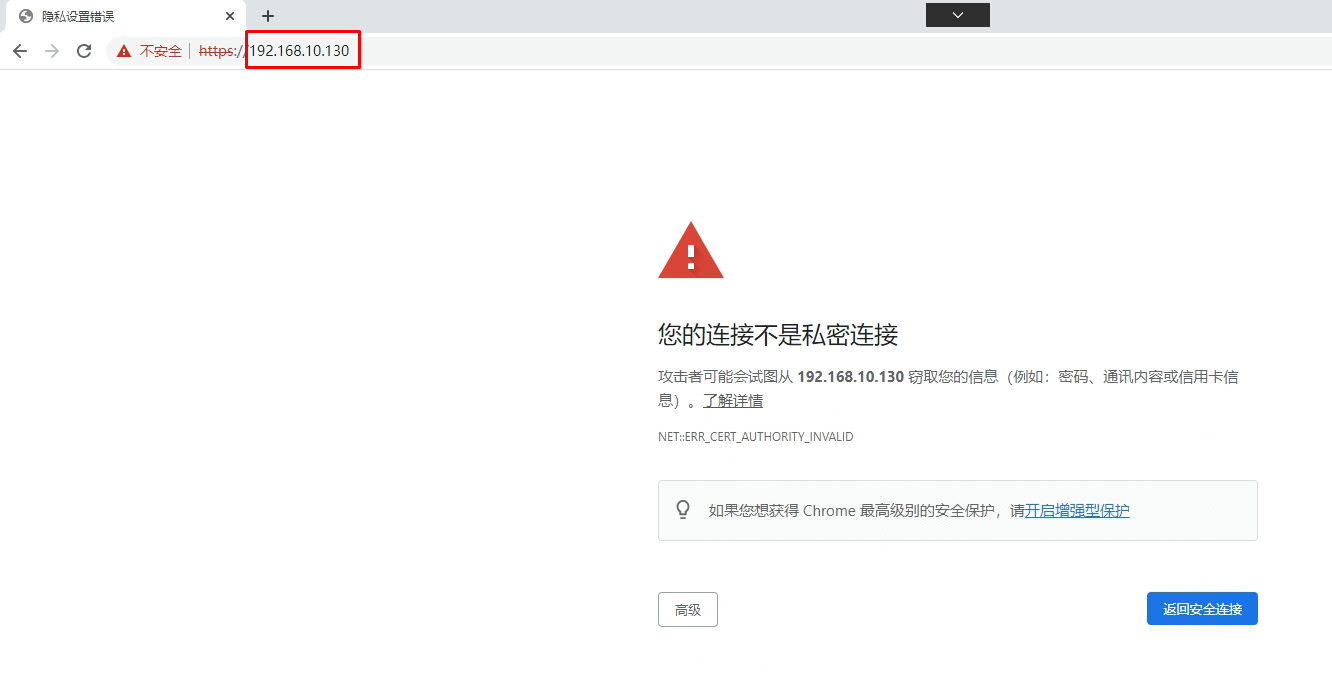 隐私设置错误
不安全 https://192.168.10.130
您的连接不是私密连接
攻击者可能会试图从 192.168.10.130 窃取您的信息（例如：密码、通讯内容或信用卡信
息）。了解详情
NET::ERR_CERT_AUTHORITY_INVALID
如果您想获得 Chrome 最高级别的安全保护，请开启增强型保护
高级 返回安全连接